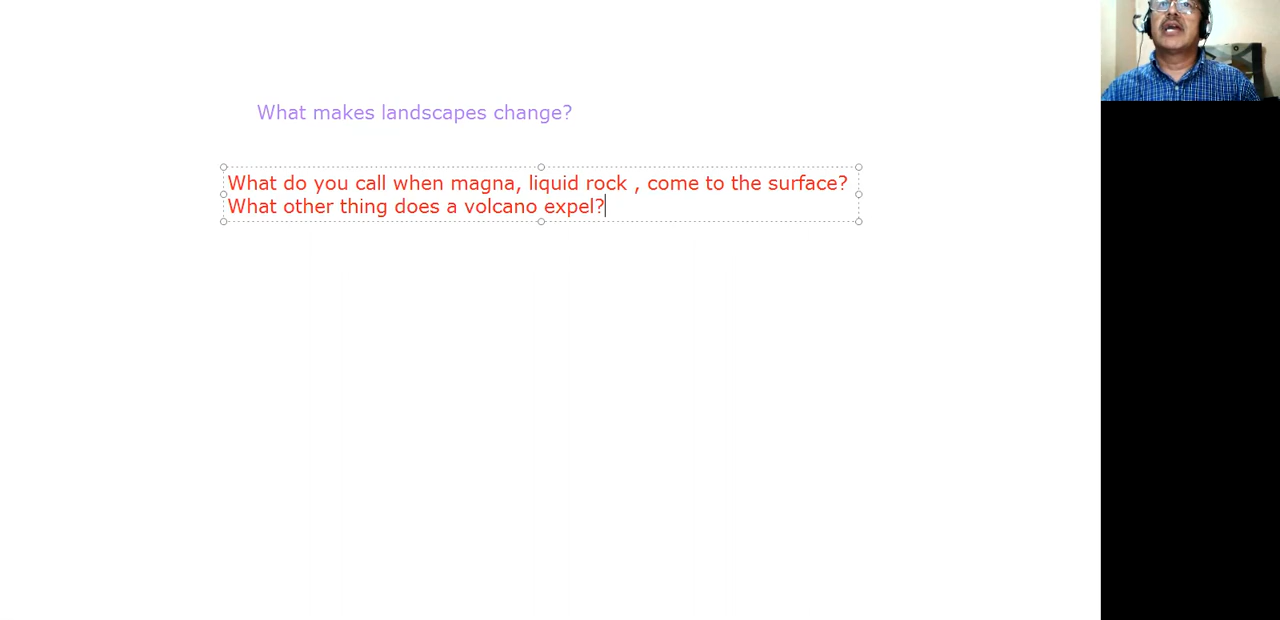 What makes landscapes change?
What do you call when magna, liquid rock , come to the surface?
What other thing does a volcano expel?